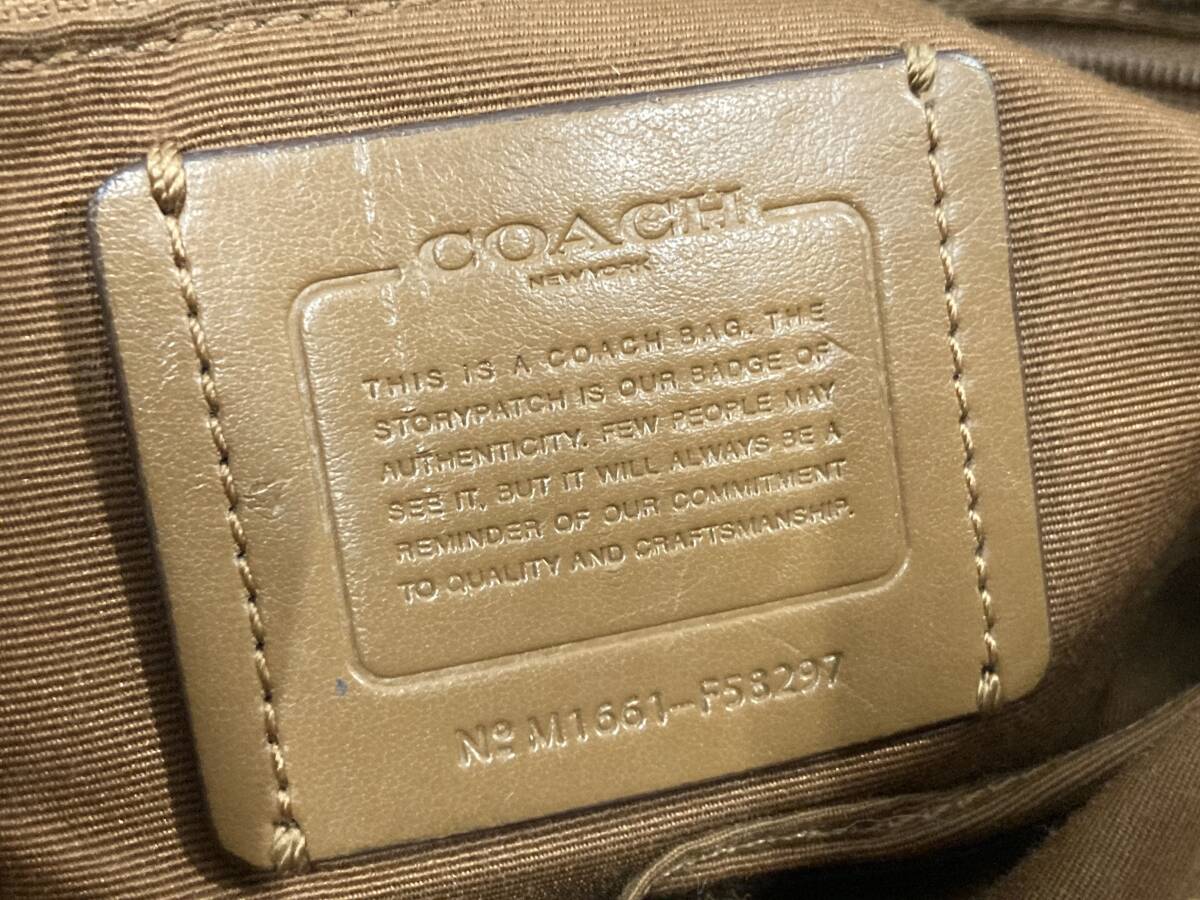 COACH
NEW YORK
THIS IS A COACH BAG. THE
STORYPATCH IS OUR BADGE OF
AUTHENTICITY. FEW PEOPLE MAY
SEE IT, BUT IT WILL ALWAYS BE A
REMINDER OF OUR COMMITMENT
TO QUALITY AND CRAFTSMANSHIP.
Nº M1661-F58297